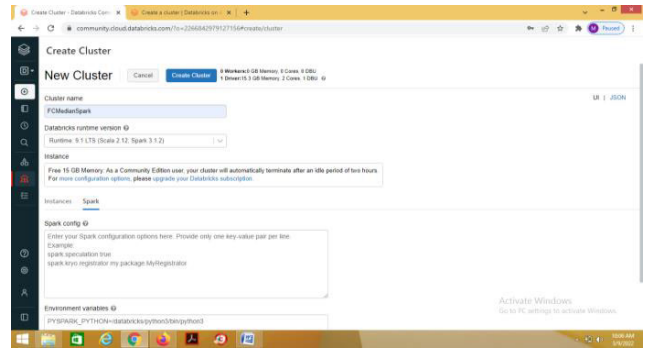 Create Cluster - Databricks Com
Create a cluster | Databricks on
community.cloud.databricks.com/?o=2266842979127156#create/cluster
Paused
Create Cluster
New Cluster
Cancel
Create Cluster
0 Workers:0 GB Memory, 0 Cores, 0 DBU
1 Driver:15.3 GB Memory, 2 Cores, 1 DBU
UI | JSON
Cluster name
FCMedianSpark
Databricks runtime version
Runtime: 9.1 LTS (Scala 2.12, Spark 3.1.2)
Instance
Free 15 GB Memory: As a Community Edition user, your cluster will automatically terminate after an idle period of two hours.
For more configuration options, please upgrade your Databricks subscription.
Instances Spark
Spark config
Enter your Spark configuration options here. Provide only one key-value pair per line.
Example:
spark.speculation true
spark.kryo.registrator my.package.MyRegistrator
Environment variables
PYSPARK_PYTHON=/databricks/python3/bin/python3
Activate Windows
Go to PC settings to activate Windows.
10:06 AM
5/9/2022